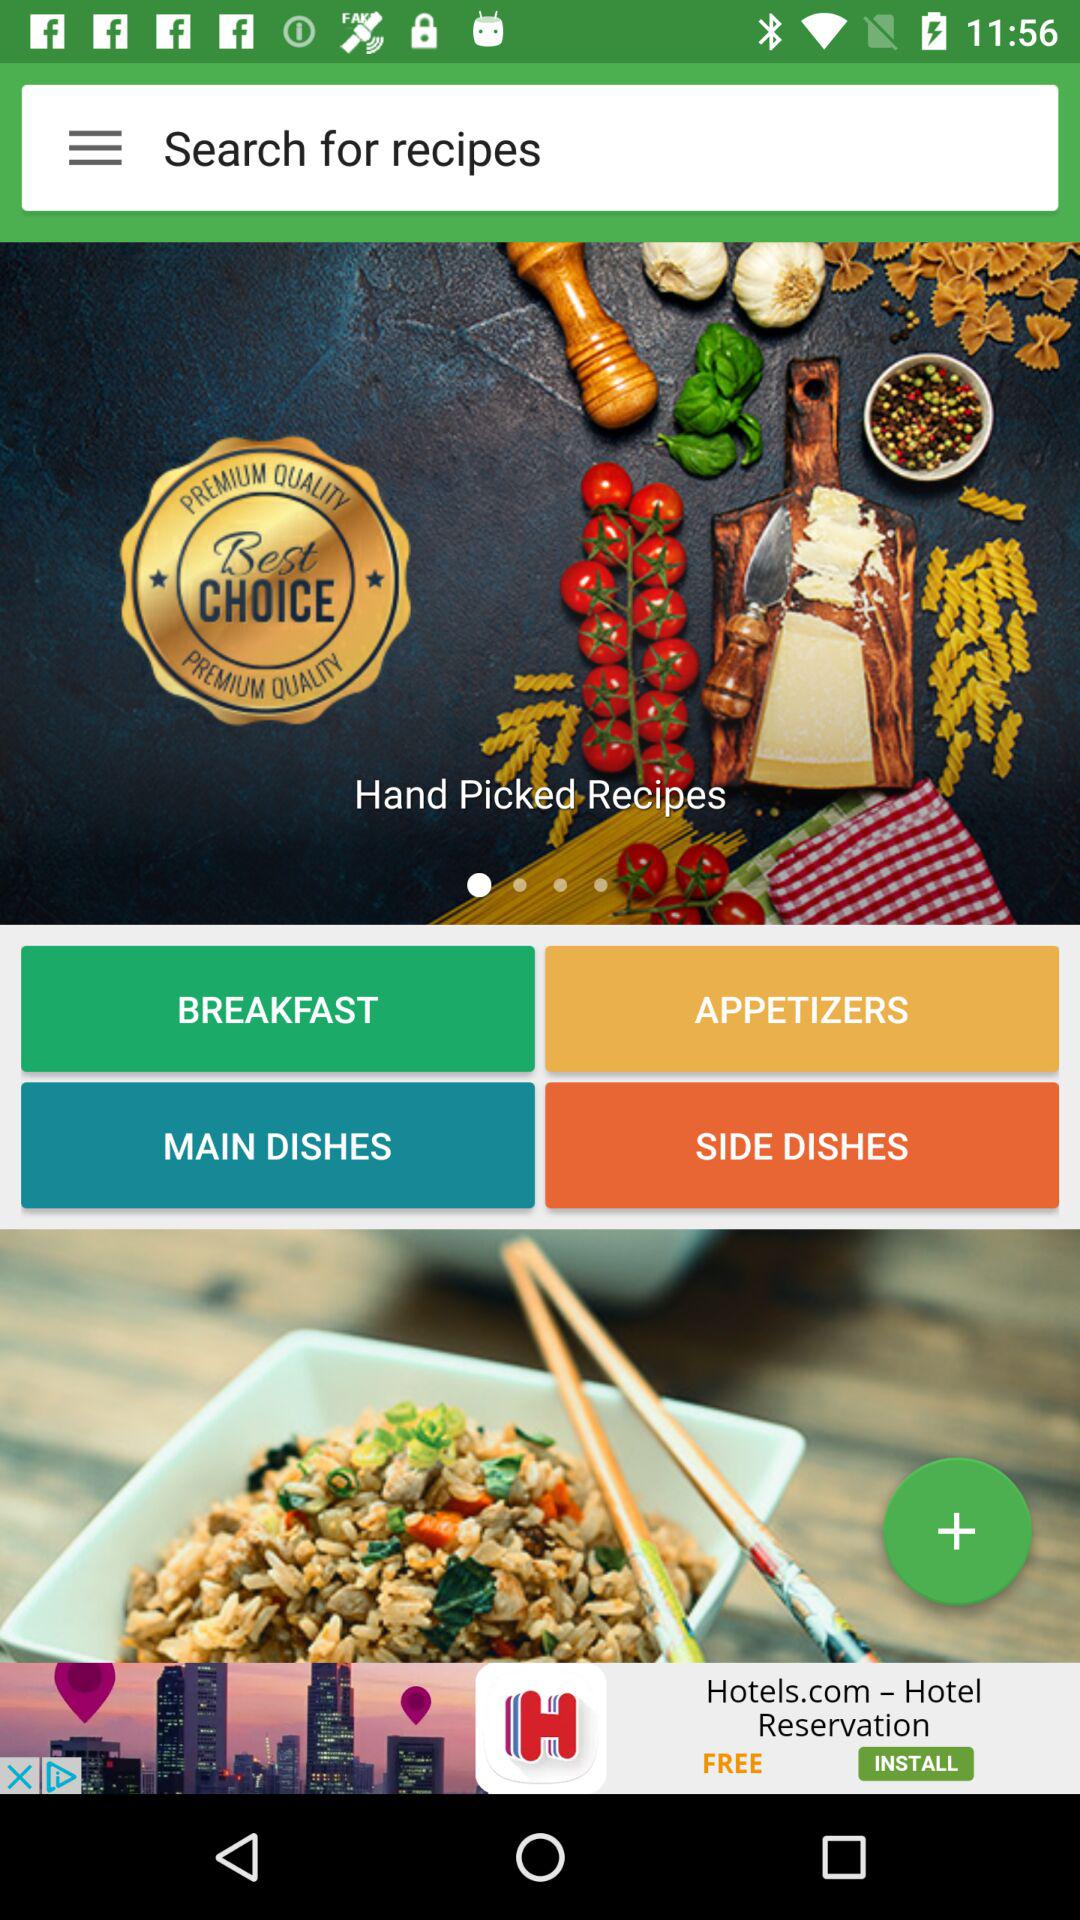 FAKE
11:56
Search for recipes
PREMIUM QUALITY
Best
CHOICE
PREMIUM QUALITY
Hand Picked Recipes
BREAKFAST
APPETIZERS
MAIN DISHES
SIDE DISHES
H
Hotels.com – Hotel
Reservation
FREE
INSTALL